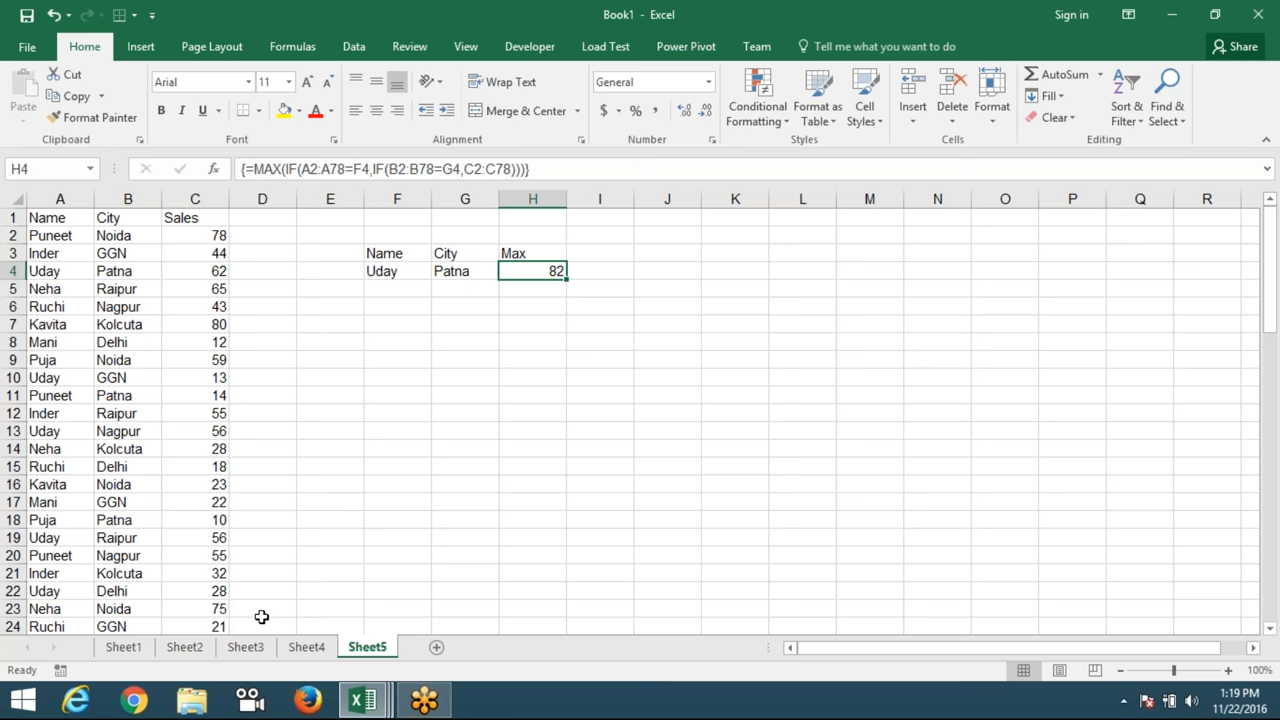 Book1 - Excel
Sign in
File Home Insert Page Layout Formulas Data Review View Developer Load Test Power Pivot Team Tell me what you want to do Share
Paste Cut Copy Format Painter
Clipboard
Arial 11
B I U
Font
Wrap Text
Merge & Center
Alignment
General
$ % ,
Number
Conditional Formatting
Format as Table
Cell Styles
Styles
Insert Delete Format
Cells
AutoSum
Fill
Clear
Sort & Filter
Find & Select
Editing
H4 fx {=MAX(IF(A2:A78=F4,IF(B2:B78=G4,C2:C78)))}
A B C D E F G H I J K L M N O P Q R
1 Name City Sales
2 Puneet Noida 78
3 Inder GGN 44 Name City Max
4 Uday Patna 62 Uday Patna 82
5 Neha Raipur 65
6 Ruchi Nagpur 43
7 Kavita Kolcuta 80
8 Mani Delhi 12
9 Puja Noida 59
10 Uday GGN 13
11 Puneet Patna 14
12 Inder Raipur 55
13 Uday Nagpur 56
14 Neha Kolcuta 28
15 Ruchi Delhi 18
16 Kavita Noida 23
17 Mani GGN 22
18 Puja Patna 10
19 Uday Raipur 56
20 Puneet Nagpur 55
21 Inder Kolcuta 32
22 Uday Delhi 28
23 Neha Noida 75
24 Ruchi GGN 21
Sheet1 Sheet2 Sheet3 Sheet4 Sheet5
Ready 100%
1:19 PM
11/22/2016